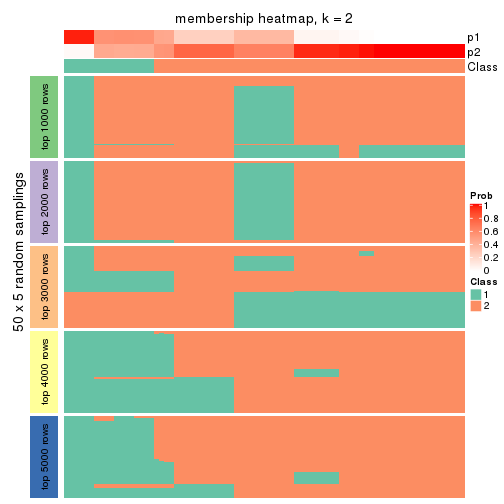 membership heatmap, k = 2
p1
p2
Class
50 x 5 random samplings
top 1000 rows
top 2000 rows
top 3000 rows
top 4000 rows
top 5000 rows
Prob
1
0.8
0.6
0.4
0.2
0
Class
1
2